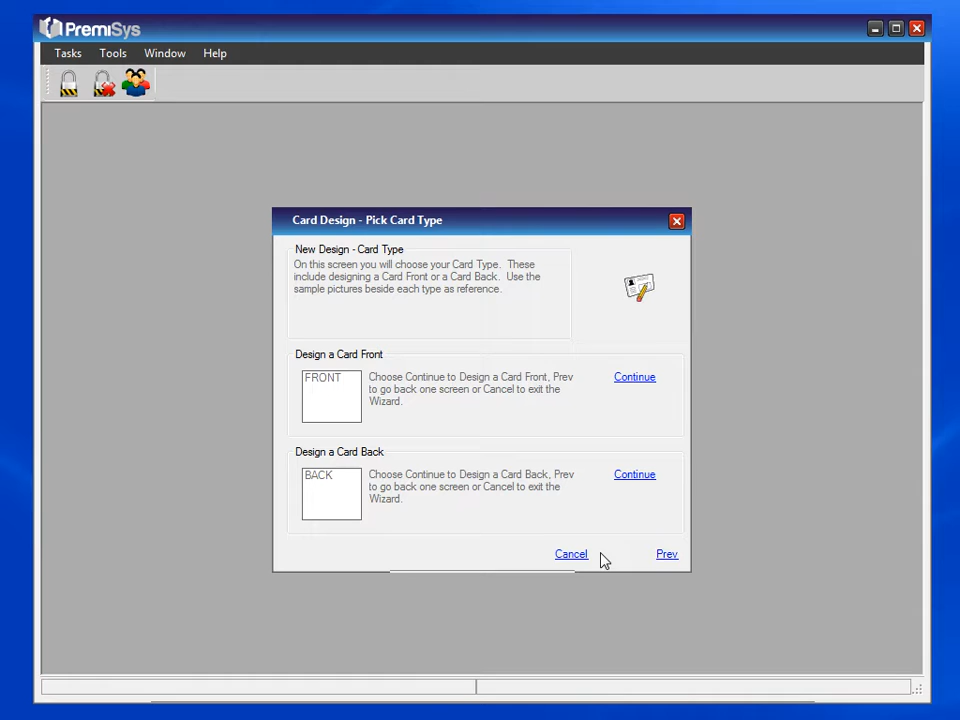 PremiSys
Tasks Tools Window Help
Card Design - Pick Card Type
New Design - Card Type
On this screen you will choose your Card Type. These
include designing a Card Front or a Card Back. Use the
sample pictures beside each type as reference.
Design a Card Front
FRONT
Choose Continue to Design a Card Front, Prev
to go back one screen or Cancel to exit the
Wizard.
Continue
Design a Card Back
BACK
Choose Continue to Design a Card Back, Prev
to go back one screen or Cancel to exit the
Wizard.
Continue
Cancel Prev